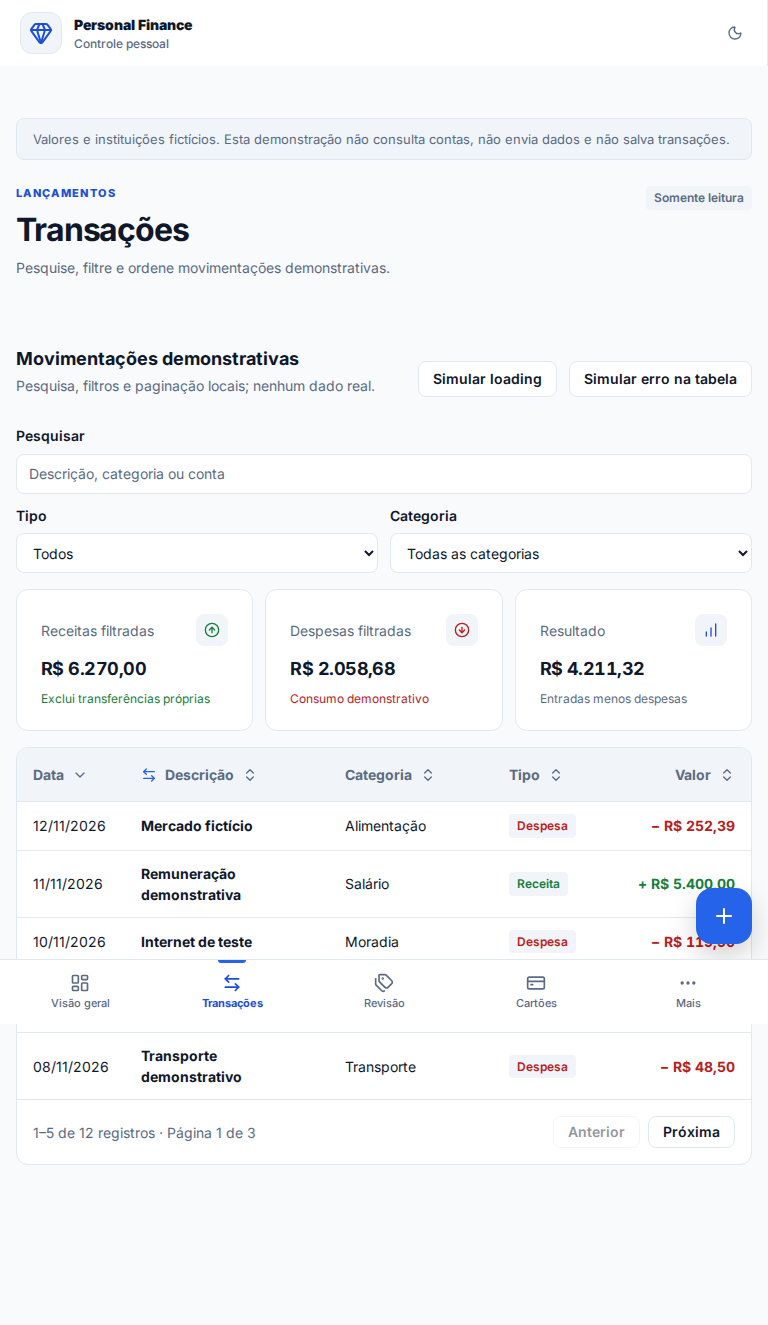 Personal Finance
Controle pessoal
Valores e instituições fictícios. Esta demonstração não consulta contas, não envia dados e não salva transações.
LANÇAMENTOS
Somente leitura
Transações
Pesquise, filtre e ordene movimentações demonstrativas.
Movimentações demonstrativas
Pesquisa, filtros e paginação locais; nenhum dado real.
Simular loading
Simular erro na tabela
Pesquisar
Descrição, categoria ou conta
Tipo
Categoria
Todos
Todas as categorias
Receitas filtradas
R$ 6.270,00
Exclui transferências próprias
Despesas filtradas
R$ 2.058,68
Consumo demonstrativo
Resultado
R$ 4.211,32
Entradas menos despesas
Data Descrição Categoria Tipo Valor
12/11/2026 Mercado fictício Alimentação Despesa − R$ 252,39
11/11/2026 Remuneração demonstrativa Salário Receita + R$ 5.400,00
10/11/2026 Internet de teste Moradia Despesa − R$
Visão geral
Transações
Revisão
Cartões
Mais
08/11/2026 Transporte demonstrativo Transporte Despesa − R$ 48,50
1–5 de 12 registros · Página 1 de 3
Anterior
Próxima